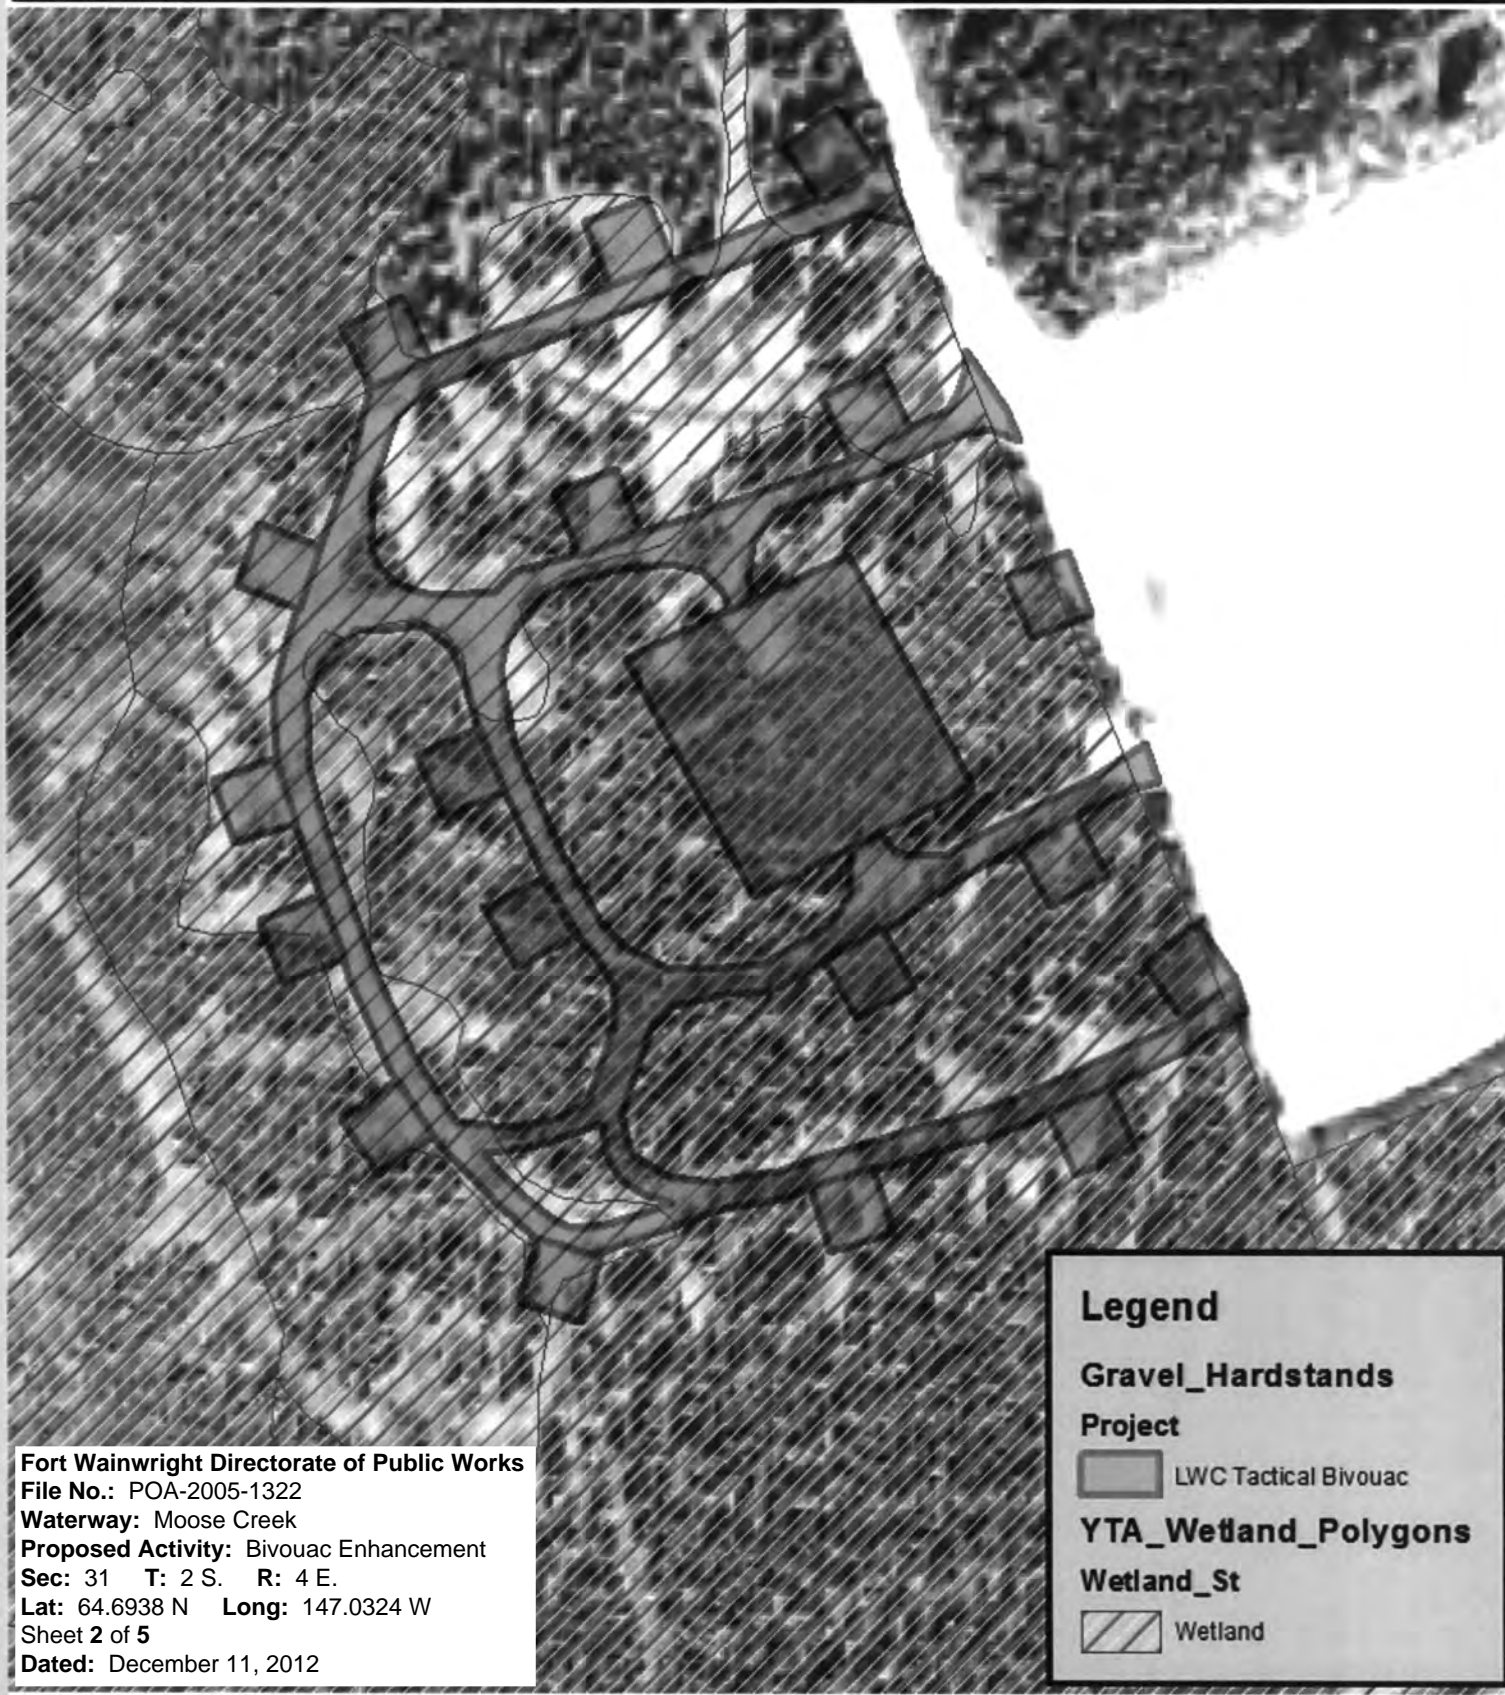 Legend
Gravel_Hardstands
Project
LWC Tactical Bivouac
YTA_Wetland_Polygons
Wetland_St
Wetland
Fort Wainwright Directorate of Public Works
File No.: POA-2005-1322
Waterway: Moose Creek
Proposed Activity: Bivouac Enhancement
Sec: 31 T: 2 S. R: 4 E.
Lat: 64.6938 N Long: 147.0324 W
Sheet 2 of 5
Dated: December 11, 2012